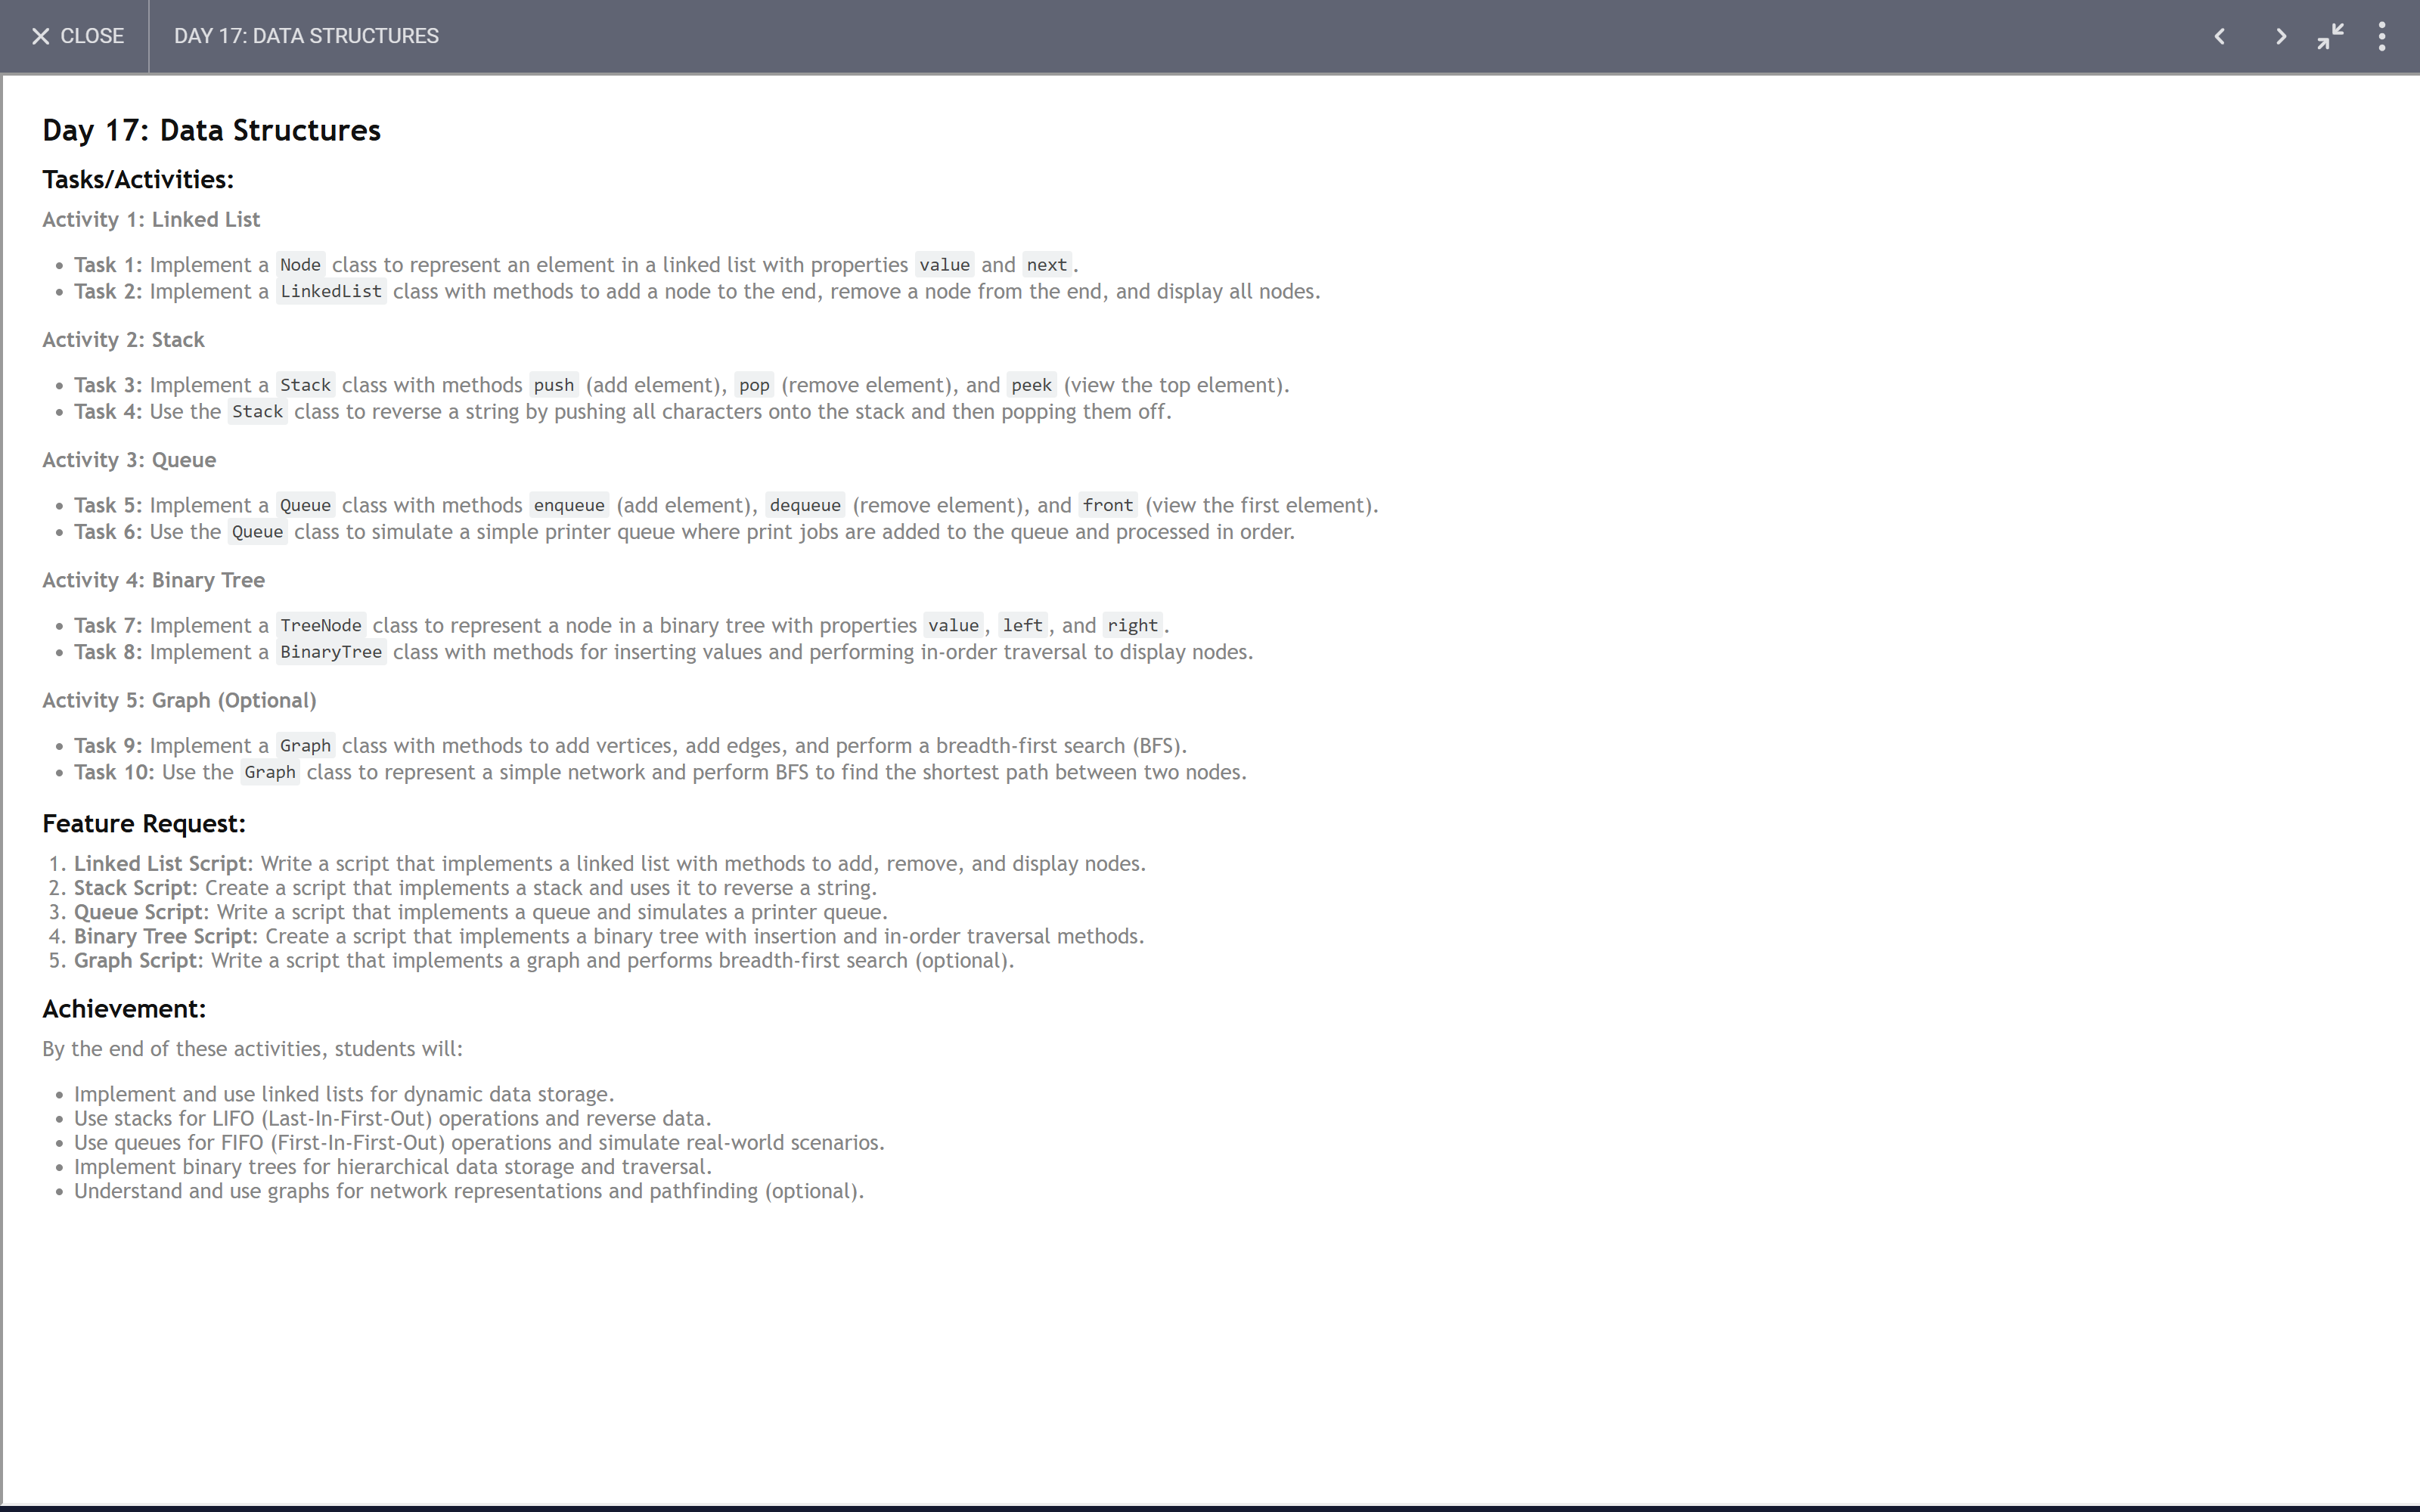 CLOSE
DAY 17: DATA STRUCTURES
Day 17: Data Structures
Tasks/Activities:
Activity 1: Linked List
• Task 1: Implement a Node class to represent an element in a linked list with properties value and next.
• Task 2: Implement a LinkedList class with methods to add a node to the end, remove a node from the end, and display all nodes.
Activity 2: Stack
• Task 3: Implement a Stack class with methods push (add element), pop (remove element), and peek (view the top element).
• Task 4: Use the Stack class to reverse a string by pushing all characters onto the stack and then popping them off.
Activity 3: Queue
• Task 5: Implement a Queue class with methods enqueue (add element), dequeue (remove element), and front (view the first element).
• Task 6: Use the Queue class to simulate a simple printer queue where print jobs are added to the queue and processed in order.
Activity 4: Binary Tree
• Task 7: Implement a TreeNode class to represent a node in a binary tree with properties value, left, and right.
• Task 8: Implement a BinaryTree class with methods for inserting values and performing in-order traversal to display nodes.
Activity 5: Graph (Optional)
• Task 9: Implement a Graph class with methods to add vertices, add edges, and perform a breadth-first search (BFS).
• Task 10: Use the Graph class to represent a simple network and perform BFS to find the shortest path between two nodes.
Feature Request:
1. Linked List Script: Write a script that implements a linked list with methods to add, remove, and display nodes.
2. Stack Script: Create a script that implements a stack and uses it to reverse a string.
3. Queue Script: Write a script that implements a queue and simulates a printer queue.
4. Binary Tree Script: Create a script that implements a binary tree with insertion and in-order traversal methods.
5. Graph Script: Write a script that implements a graph and performs breadth-first search (optional).
Achievement:
By the end of these activities, students will:
• Implement and use linked lists for dynamic data storage.
• Use stacks for LIFO (Last-In-First-Out) operations and reverse data.
• Use queues for FIFO (First-In-First-Out) operations and simulate real-world scenarios.
• Implement binary trees for hierarchical data storage and traversal.
• Understand and use graphs for network representations and pathfinding (optional).